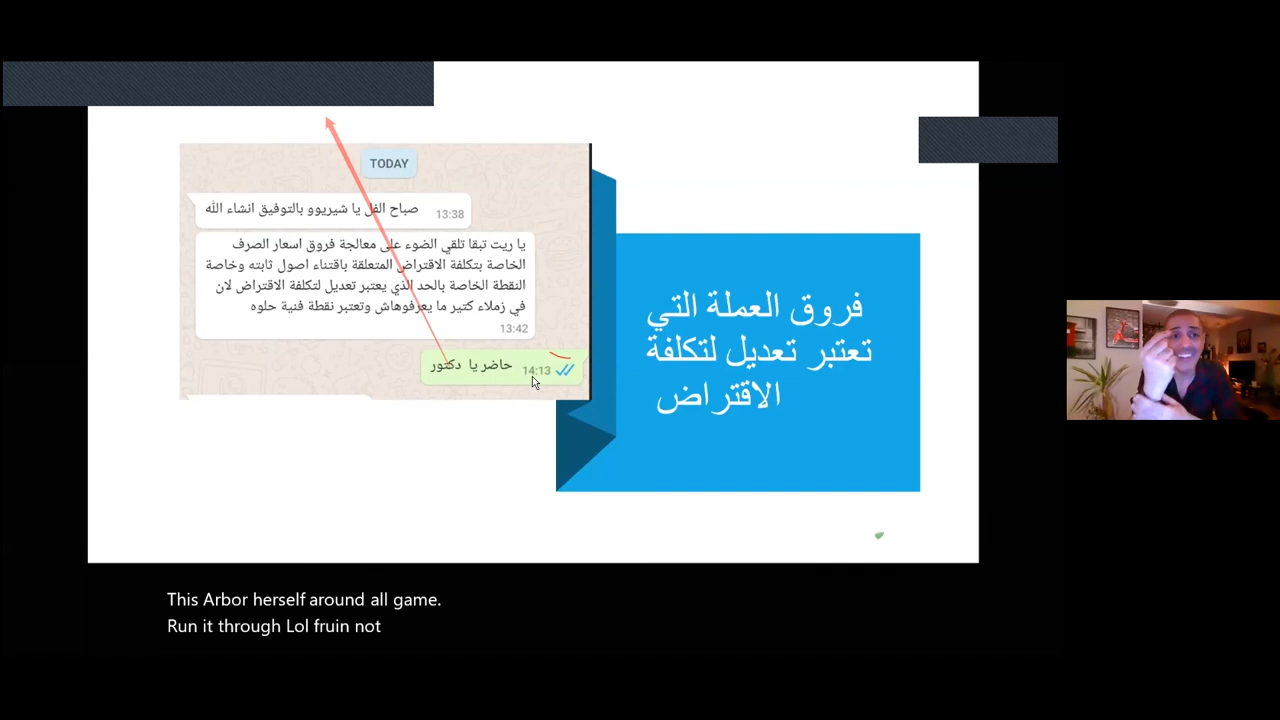 TODAY
صباح الفل يا شيريوو بالتوفيق انشاء الله
13:38
يا ريت تبقا تلقي الضوء على معالجة فروق اسعار الصرف
الخاصة بتكلفة الاقتراض المتعلقة باقتناء اصول ثابته وخاصة
النقطة الخاصة بالحد الذي يعتبر تعديل لتكلفة الاقتراض لان
في زملاء كتير ما يعرفوهاش وتعتبر نقطة فنية حلوه
13:42
حاضر يا دكتور
14:13
فروق العملة التي
تعتبر تعديل لتكلفة
الاقتراض
This Arbor herself around all game.
Run it through Lol fruin not